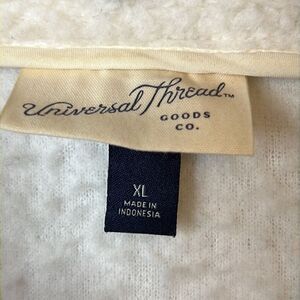 Universal Thread™
GOODS
CO.
XL
MADE IN
INDONESIA